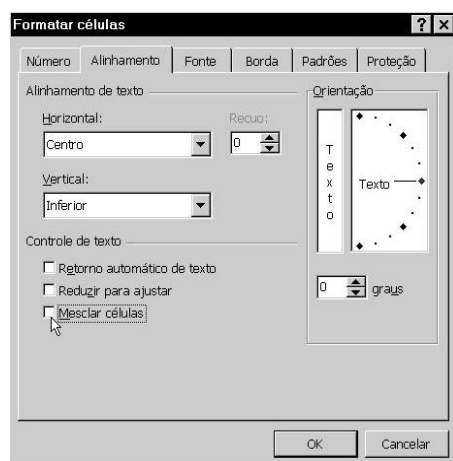 Formatar células
Número Alinhamento Fonte Borda Padrões Proteção
Alinhamento de texto
Horizontal: Recuo:
Centro 0
Vertical:
Inferior
Controle de texto
Retorno automático de texto
Reduzir para ajustar
Mesclar células
Orientação
Texto
Texto
0 graus
OK Cancelar